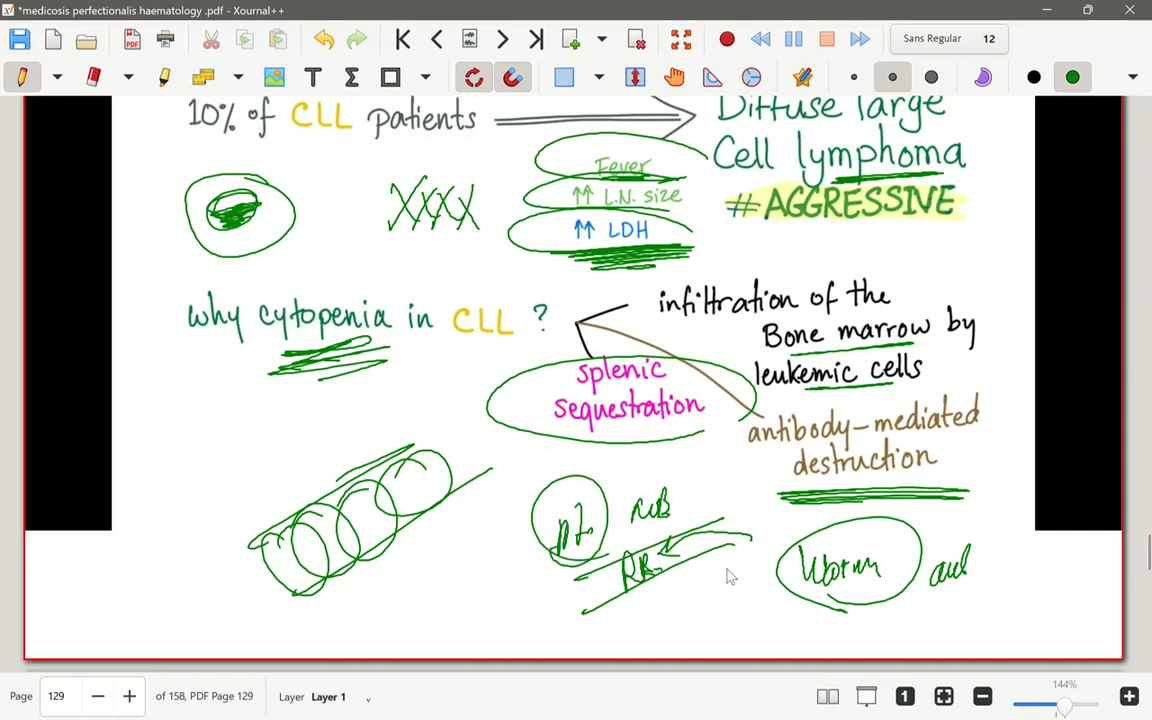 *medicosis perfectionalis haematology .pdf - Xournal++
Sans Regular 12
10% of CLL patients
Diffuse large
Cell lymphoma
#AGGRESSIVE
Fever
↑↑ L.N. size
↑↑ LDH
why cytopenia in CLL ?
infiltration of the
Bone marrow by
leukemic cells
splenic
sequestration
antibody-mediated
destruction
Warm
Page 129 of 158, PDF Page 129 Layer Layer 1
144%